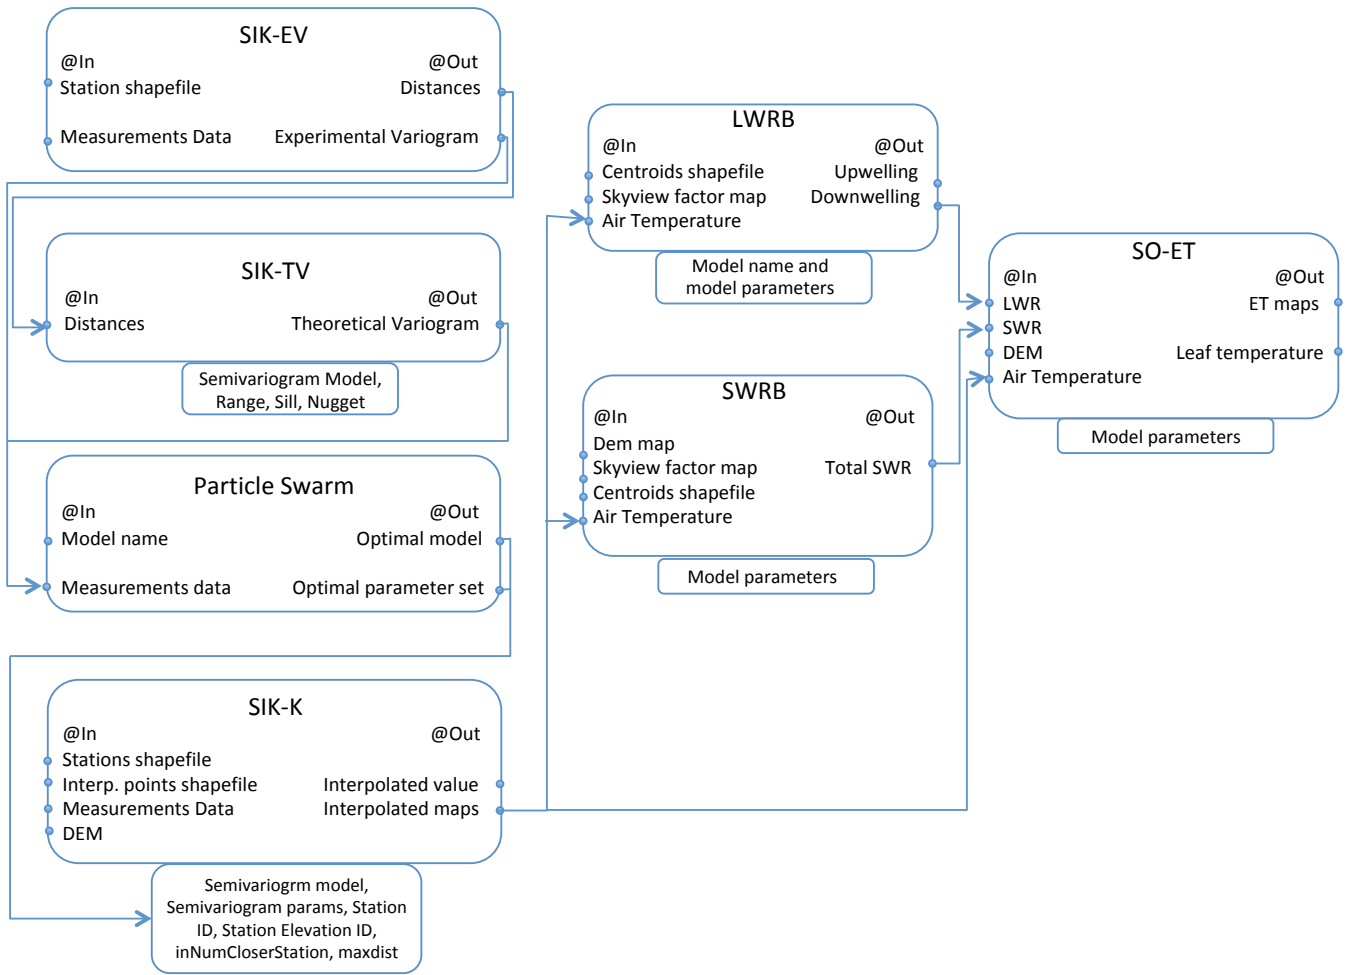 SIK-EV
@In
@Out
Station shapefile
Distances
Measurements Data
Experimental Variogram
SIK-TV
@In
@Out
Distances
Theoretical Variogram
Semivariogram Model,
Range, Sill, Nugget
Particle Swarm
@In
@Out
Model name
Optimal model
Measurements data
Optimal parameter set
SIK-K
@In
@Out
Stations shapefile
Interp. points shapefile
Interpolated value
Measurements Data
Interpolated maps
DEM
Semivariogrm model,
Semivariogram params, Station
ID, Station Elevation ID,
inNumCloserStation, maxdist
LWRB
@In
@Out
Centroids shapefile
Upwelling
Skyview factor map
Downwelling
Air Temperature
Model name and
model parameters
SWRB
@In
@Out
Dem map
Skyview factor map
Total SWR
Centroids shapefile
Air Temperature
Model parameters
SO-ET
@In
@Out
LWR
ET maps
SWR
DEM
Leaf temperature
Air Temperature
Model parameters